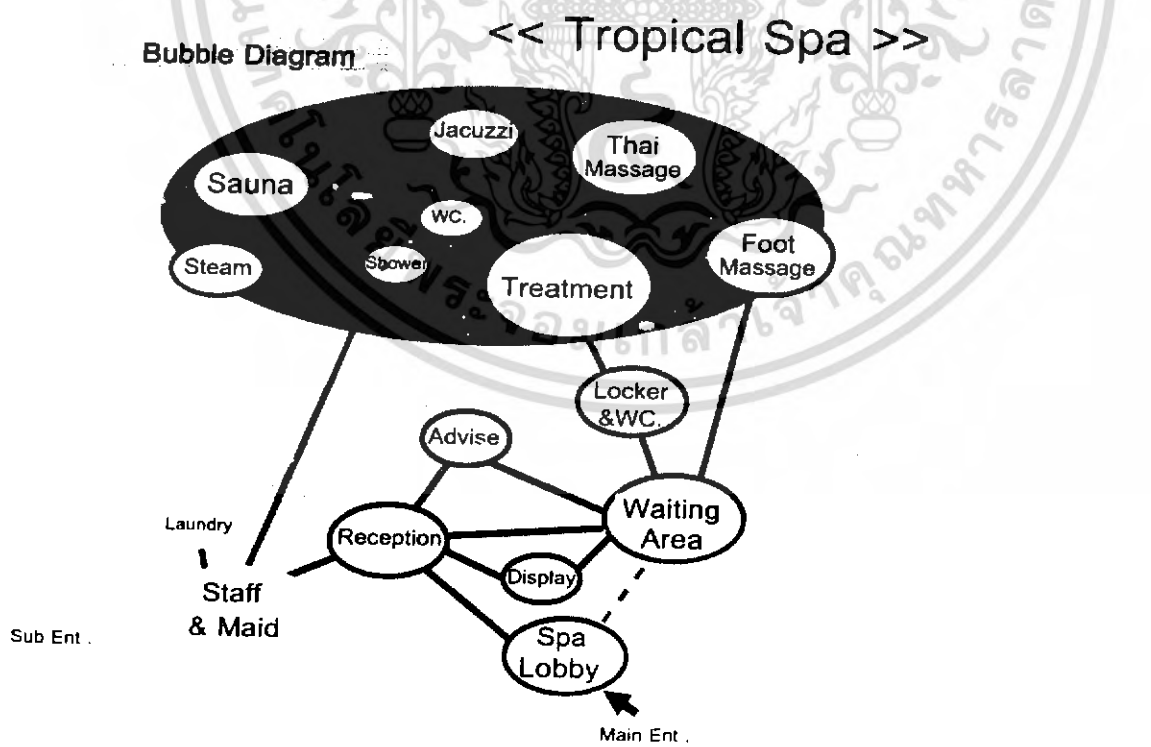 << Tropical Spa >>
Bubble Diagram
Jacuzzi
Thai
Massage
Sauna
WC.
Foot
Massage
Steam
Shower
Treatment
Locker
&WC.
Advise
Waiting
Area
Laundry
Reception
Display
Staff
& Maid
Sub Ent .
Spa
Lobby
Main Ent .